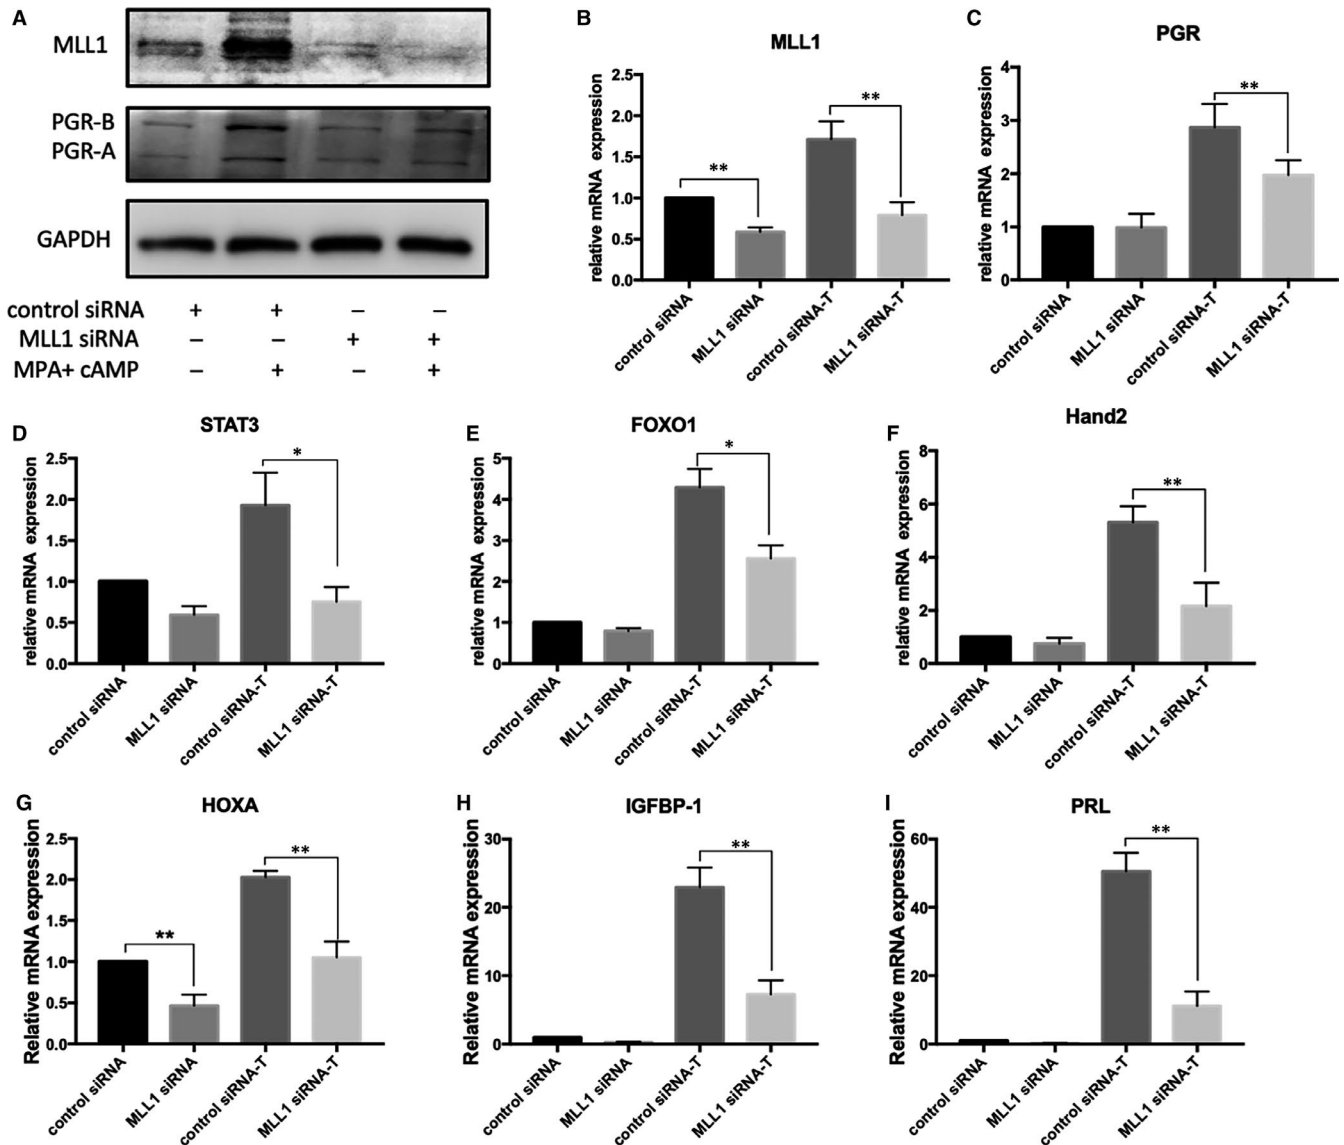 A
MLL1
PGR-B
PGR-A
GAPDH
control siRNA + + – –
MLL1 siRNA – – + +
MPA+ cAMP – + – +
B
MLL1
relative mRNA expression
2.5
2.0
1.5
1.0
0.5
0.0
**
**
control siRNA
MLL1 siRNA
control siRNA-T
MLL1 siRNA-T
C
PGR
relative mRNA expression
4
3
2
1
0
**
control siRNA
MLL1 siRNA
control siRNA-T
MLL1 siRNA-T
D
STAT3
relative mRNA expression
2.5
2.0
1.5
1.0
0.5
0.0
*
control siRNA
MLL1 siRNA
control siRNA-T
MLL1 siRNA-T
E
FOXO1
relative mRNA expression
5
4
3
2
1
0
*
control siRNA
MLL1 siRNA
control siRNA-T
MLL1 siRNA-T
F
Hand2
relative mRNA expression
8
6
4
2
0
**
control siRNA
MLL1 siRNA
control siRNA-T
MLL1 siRNA-T
G
HOXA
Relative mRNA expression
2.5
2.0
1.5
1.0
0.5
0.0
**
**
control siRNA
MLL1 siRNA
control siRNA-T
MLL1 siRNA-T
H
IGFBP-1
Relative mRNA expression
30
20
10
0
**
control siRNA
MLL1 siRNA
control siRNA-T
MLL1 siRNA-T
I
PRL
Relative mRNA expression
60
40
20
0
**
control siRNA
MLL1 siRNA
control siRNA-T
MLL1 siRNA-T